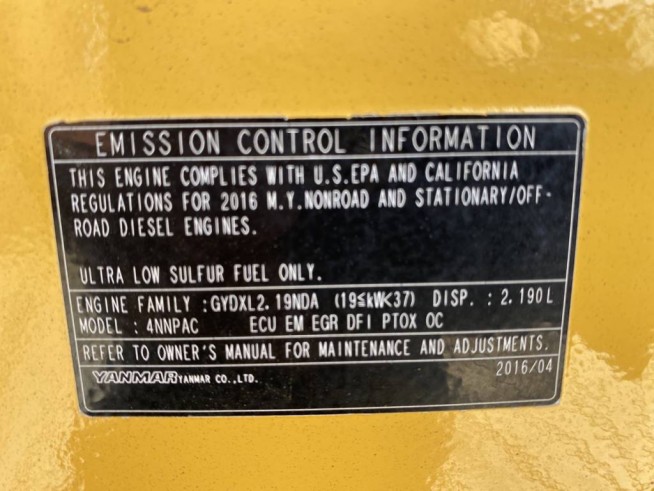 EMISSION CONTROL INFORMATION
THIS ENGINE COMPLIES WITH U.S.EPA AND CALIFORNIA
REGULATIONS FOR 2016 M.Y.NONROAD AND STATIONARY/OFF-
ROAD DIESEL ENGINES.
ULTRA LOW SULFUR FUEL ONLY.
ENGINE FAMILY :GYDXL2.19NDA (19≤kW<37) DISP. : 2.190L
MODEL : 4NNPAC ECU EM EGR DFI PTOX OC
REFER TO OWNER'S MANUAL FOR MAINTENANCE AND ADJUSTMENTS.
YANMAR YANMAR CO.,LTD. 2016/04